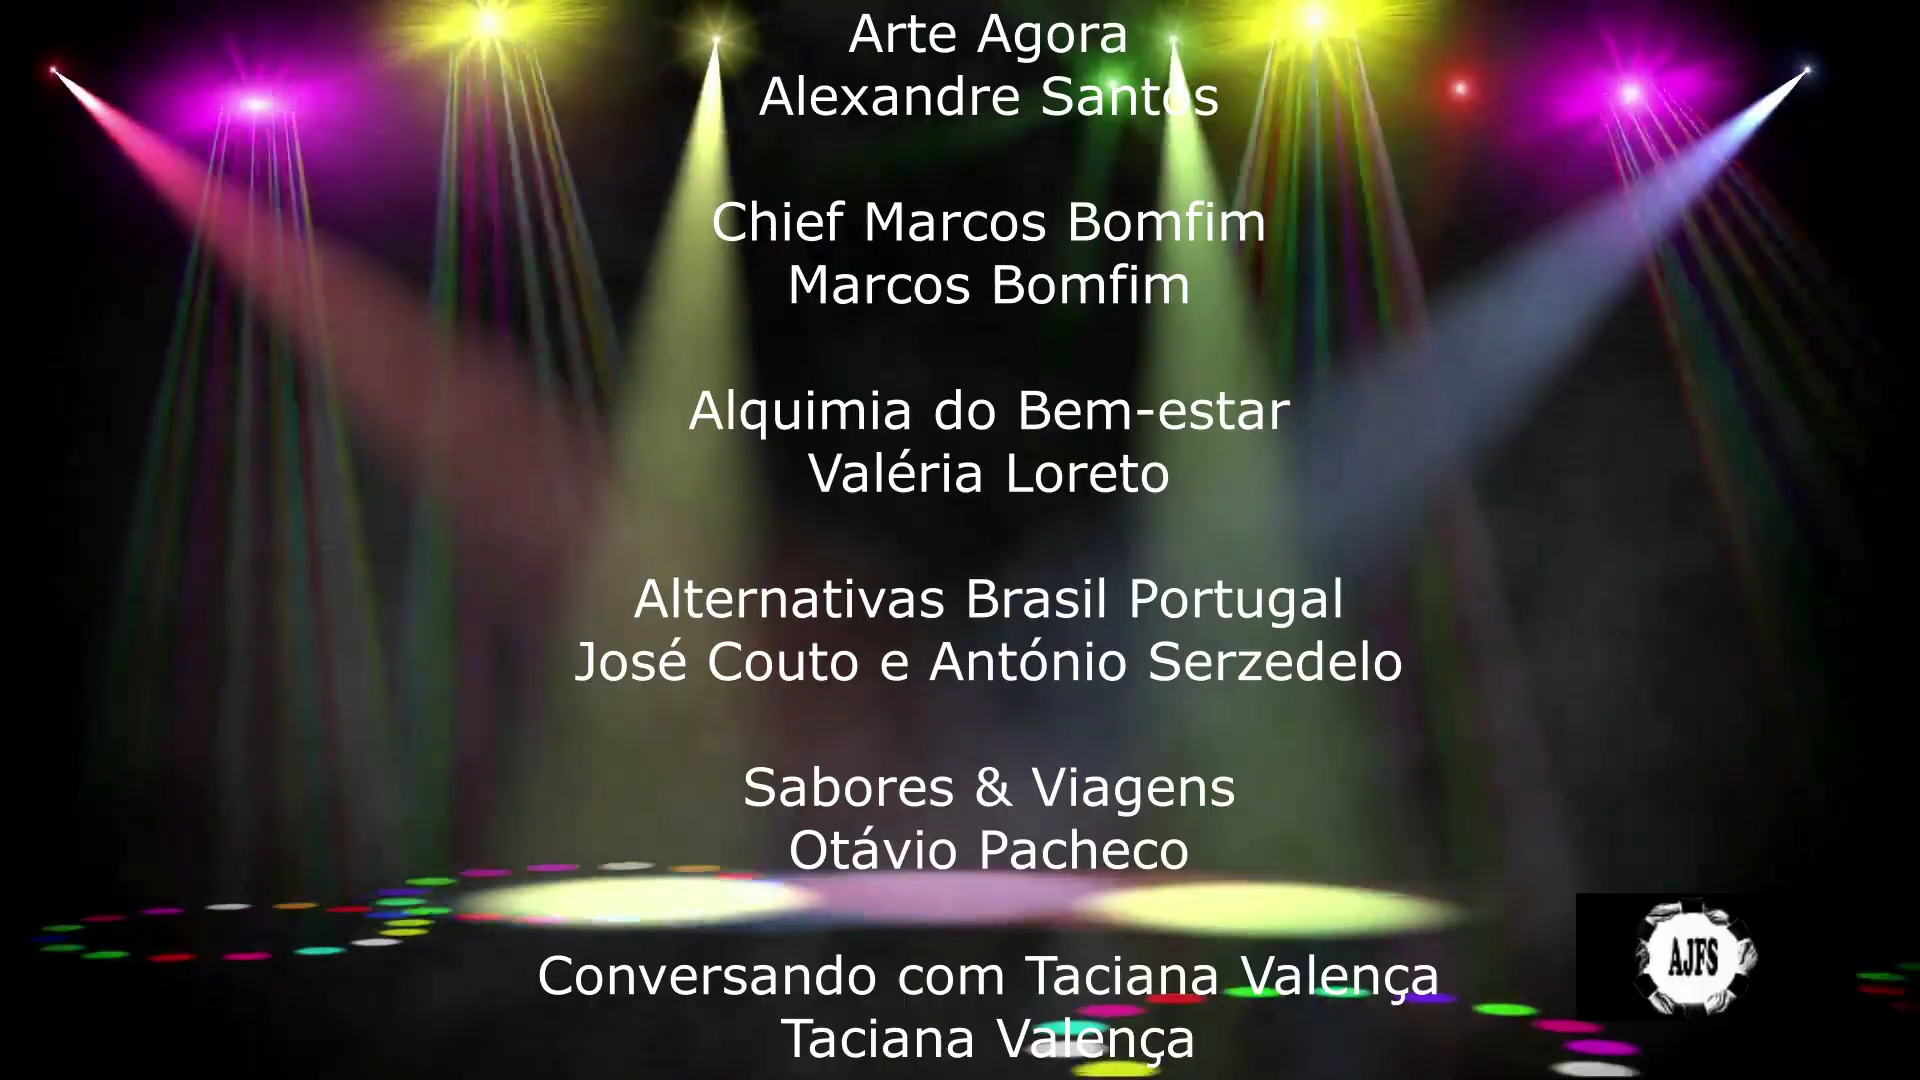 Arte Agora
Alexandre Santos
Chief Marcos Bomfim
Marcos Bomfim
Alquimia do Bem-estar
Valéria Loreto
Alternativas Brasil Portugal
José Couto e António Serzedelo
Sabores & Viagens
Otávio Pacheco
Conversando com Taciana Valença
Taciana Valença
AJFS